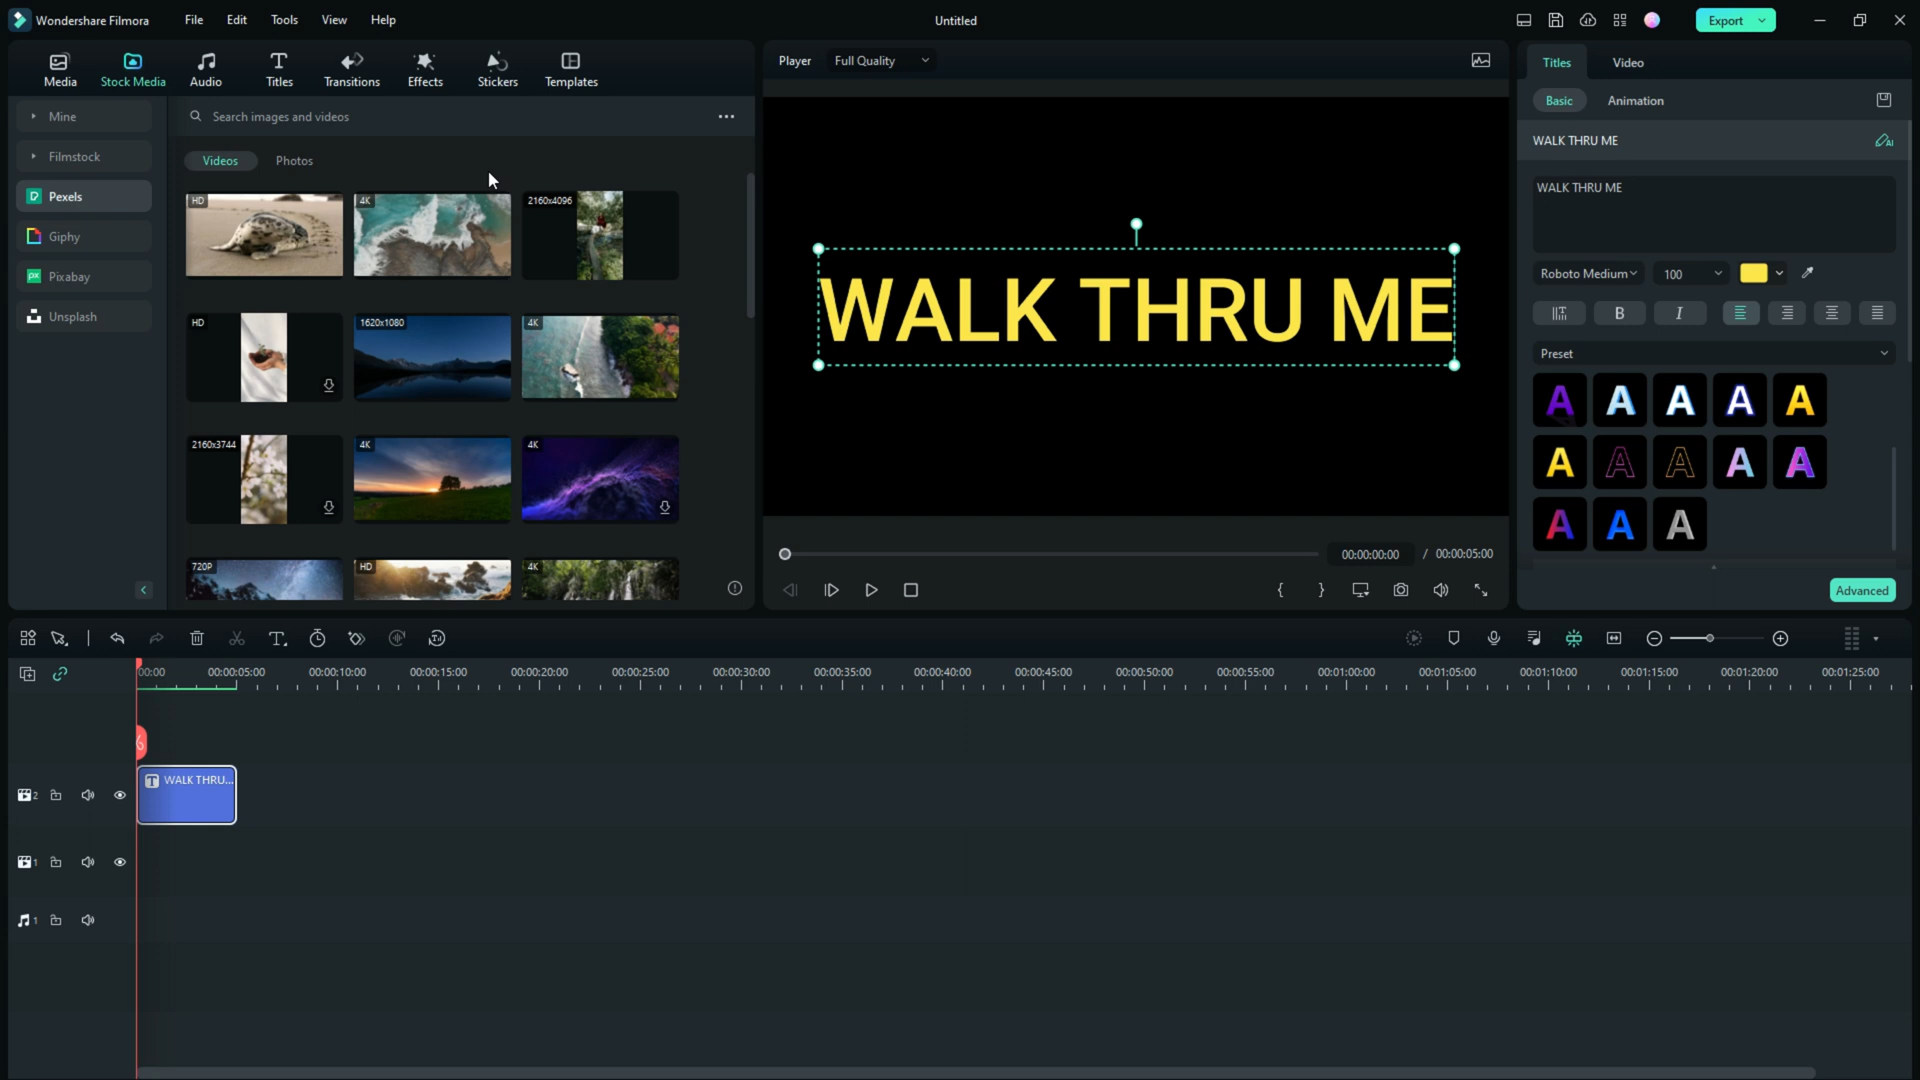 Wondershare Filmora File Edit Tools View Help Untitled Export
Media Stock Media Audio Titles Transitions Effects Stickers Templates
Player Full Quality
Titles Video
Basic Animation
Mine
Filmstock
Pexels
Giphy
Pixabay
Unsplash
Search images and videos
Videos Photos
HD 4K 2160x4096
HD 1620x1080 4K
2160x3744 4K 4K
720P HD 4K
WALK THRU ME
00:00:00:00 / 00:00:05:00
WALK THRU ME
AI
WALK THRU ME
Roboto Medium 100
B I
Preset
A A A A A
A A A A A
A A A
Advanced
00:00 00:00:05:00 00:00:10:00 00:00:15:00 00:00:20:00 00:00:25:00 00:00:30:00 00:00:35:00 00:00:40:00 00:00:45:00 00:00:50:00 00:00:55:00 00:01:00:00 00:01:05:00 00:01:10:00 00:01:15:00 00:01:20:00 00:01:25:00
2 T WALK THRU...
1
1